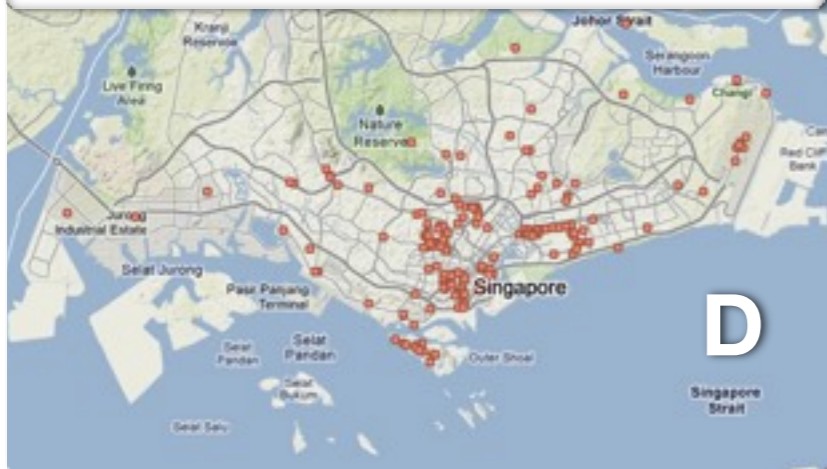 Johor Strait
Kranji
Reservoir
Serangoon
Harbour
Live Firing
Area
Changi
Nature
Reserve
Red Cliff
Bank
Jurong
Industrial Estate
Selat Jurong
Singapore
Pasir Panjang
Terminal
D
Selat
Pandan
Selat
Pandan
Outer Shoal
Selat
Bukum
Singapore
Strait
Selat Salu